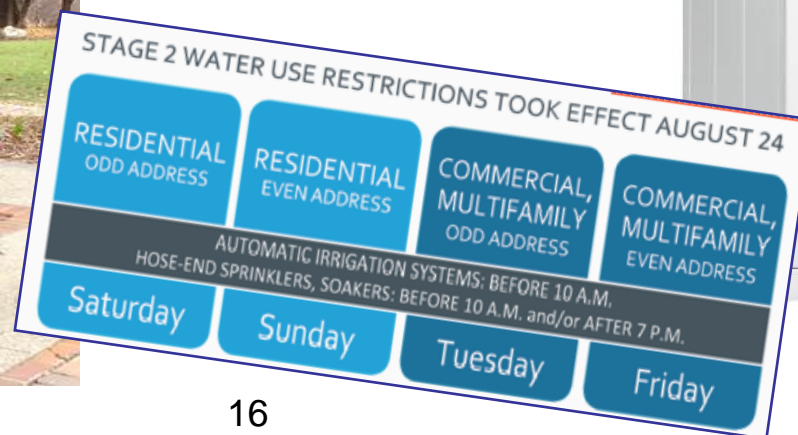 STAGE 2 WATER USE RESTRICTIONS TOOK EFFECT AUGUST 24
RESIDENTIAL
ODD ADDRESS
RESIDENTIAL
EVEN ADDRESS
COMMERCIAL,
MULTIFAMILY
ODD ADDRESS
COMMERCIAL,
MULTIFAMILY
EVEN ADDRESS
AUTOMATIC IRRIGATION SYSTEMS: BEFORE 10 A.M.
HOSE-END SPRINKLERS, SOAKERS: BEFORE 10 A.M. and/or AFTER 7 P.M.
Saturday
Sunday
Tuesday
Friday
16